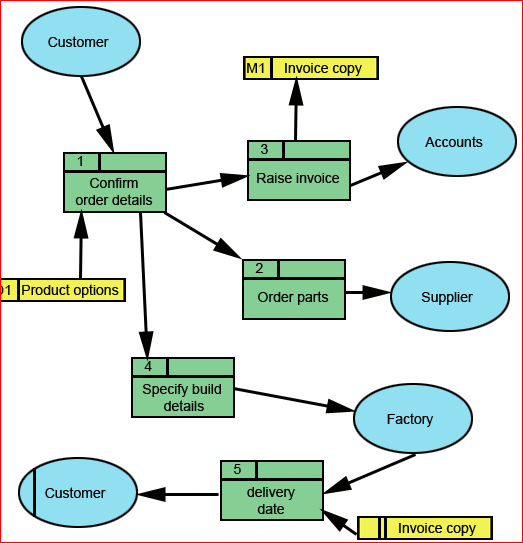 Customer
M1 Invoice copy
Accounts
3
Raise invoice
1
Confirm
order details
2
Order parts
Supplier
D1 Product options
4
Specify build
details
Factory
5
delivery
date
Customer
Invoice copy